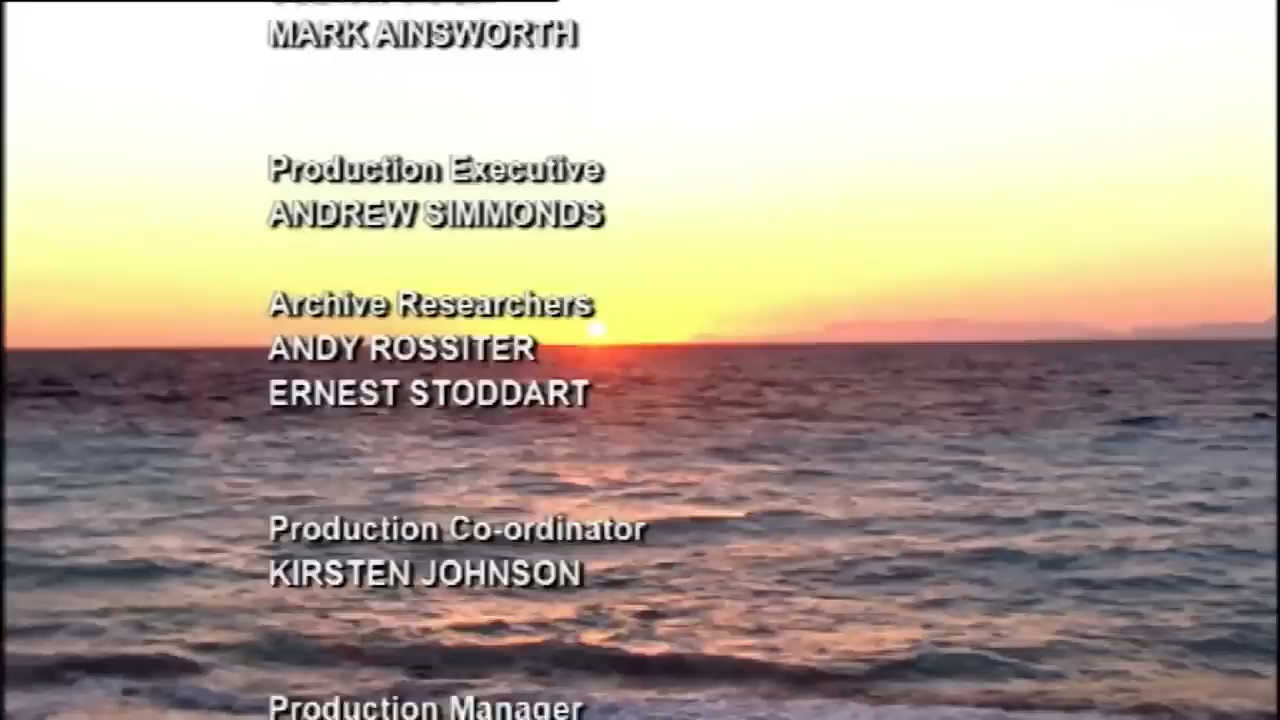 MARK AINSWORTH
Production Executive
ANDREW SIMMONDS
Archive Researchers
ANDY ROSSITER
ERNEST STODDART
Production Co-ordinator
KIRSTEN JOHNSON
Production Manager